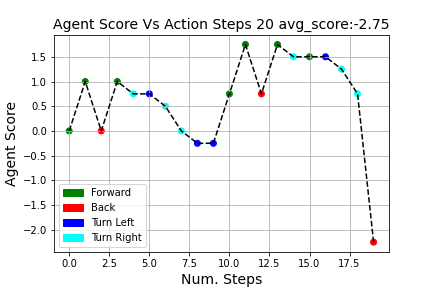 Agent Score Vs Action Steps 20 avg_score:-2.75
1.5
1.0
0.5
0.0
−0.5
−1.0
−1.5
−2.0
Agent Score
Forward
Back
Turn Left
Turn Right
0.0 2.5 5.0 7.5 10.0 12.5 15.0 17.5
Num. Steps